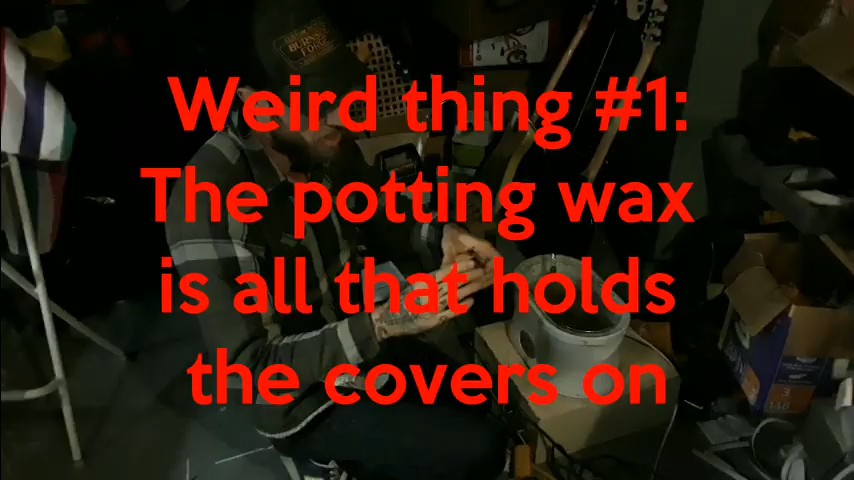 Weird thing #1:
The potting wax
is all that holds
the covers on